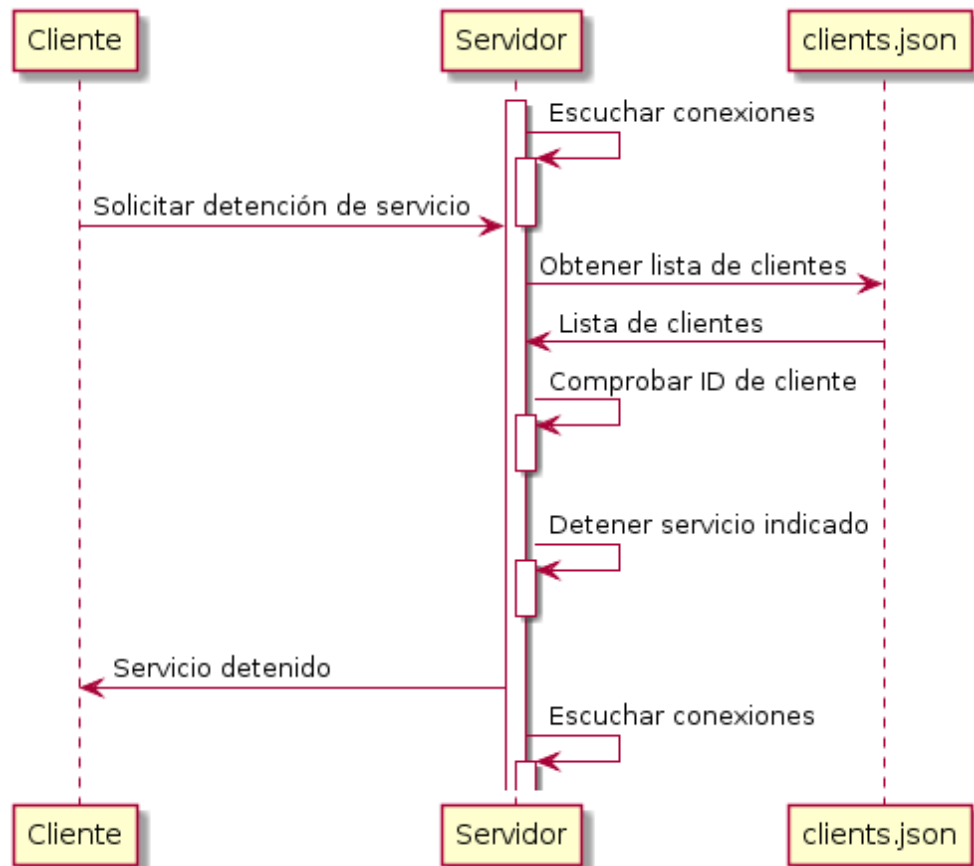 Cliente
Servidor
clients.json
Escuchar conexiones
Solicitar detención de servicio
Obtener lista de clientes
Lista de clientes
Comprobar ID de cliente
Detener servicio indicado
Servicio detenido
Escuchar conexiones
Cliente
Servidor
clients.json